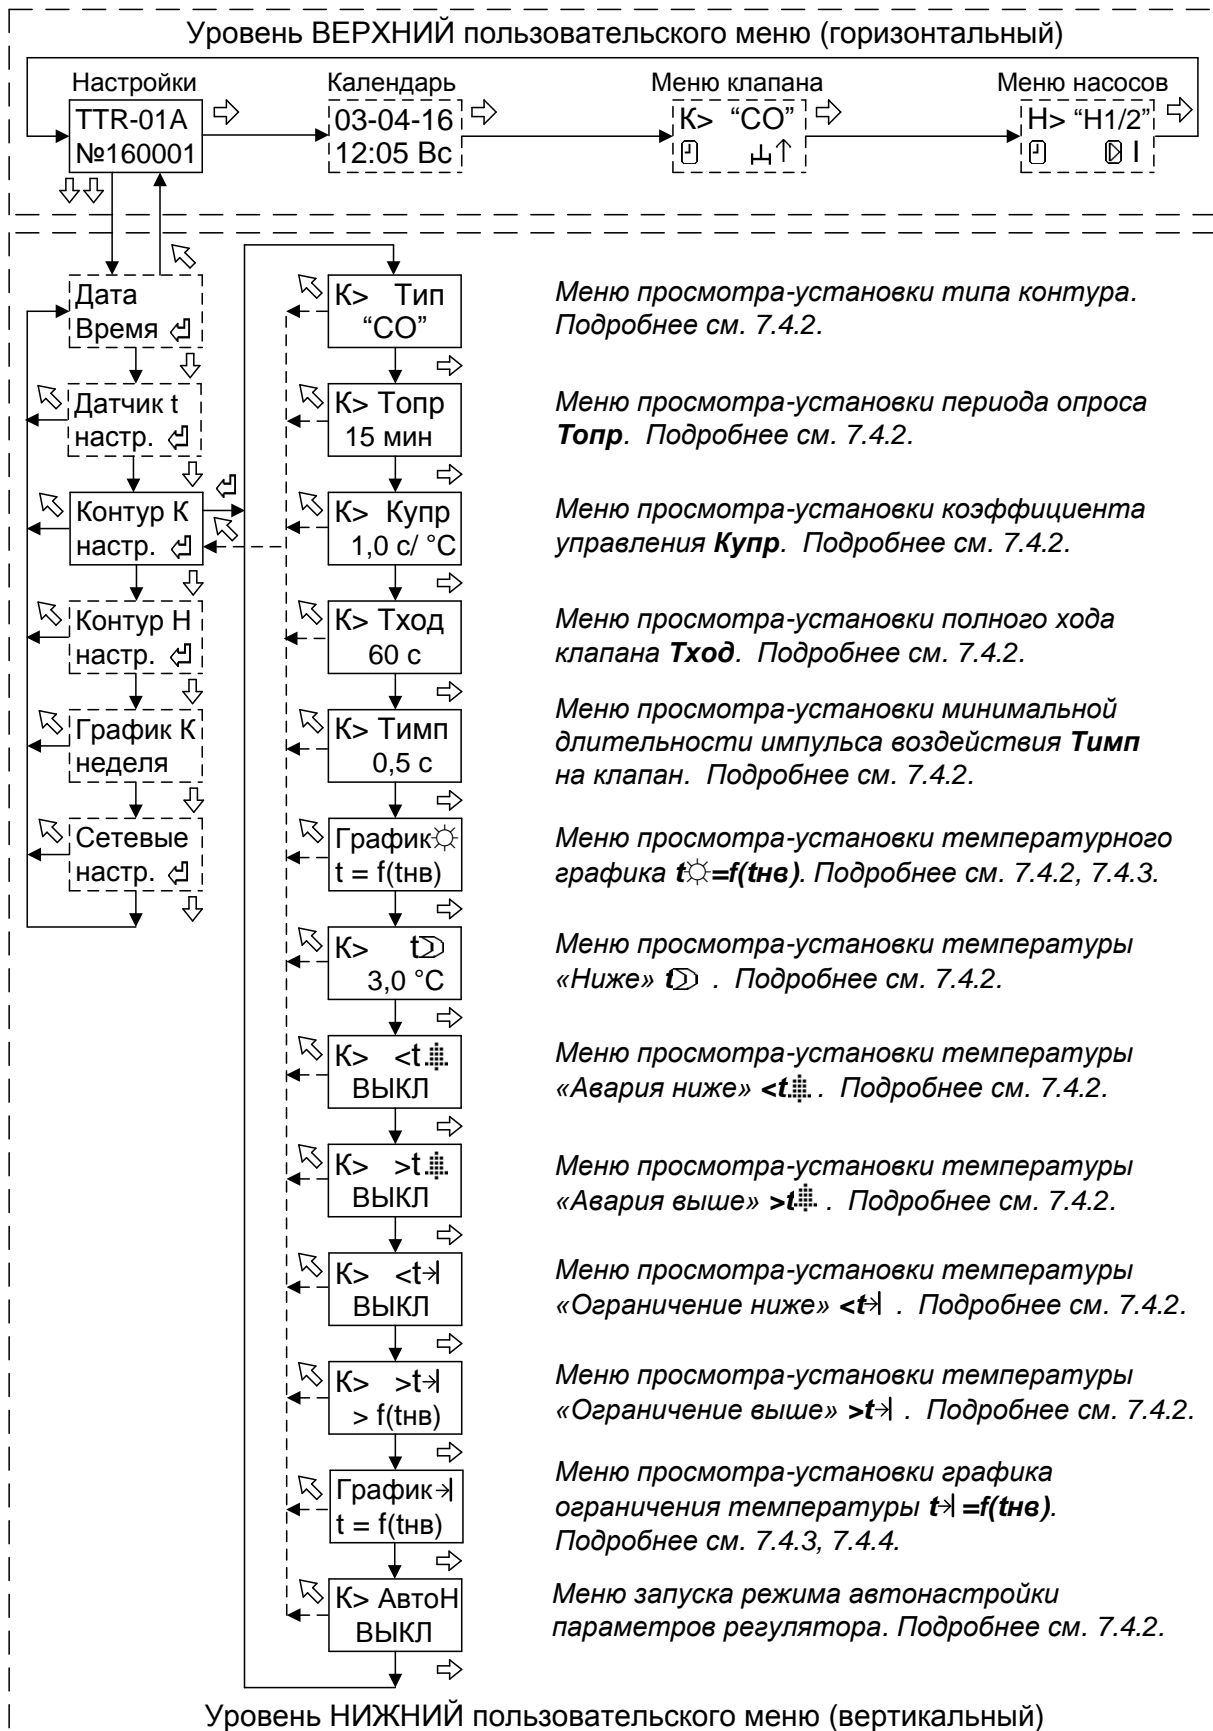 Уровень ВЕРХНИЙ пользовательского меню (горизонтальный)
Настройки
TTR-01A
№160001
Календарь
03-04-16
12:05 Вс
Меню клапана
К> “СО”
Меню насосов
Н> “Н1/2”
Дата
Время
Датчик t
настр.
Контур К
настр.
Контур Н
настр.
График К
неделя
Сетевые
настр.
К> Тип
“СО”
Меню просмотра-установки типа контура.
Подробнее см. 7.4.2.
К> Топр
15 мин
Меню просмотра-установки периода опроса
Топр. Подробнее см. 7.4.2.
К> Купр
1,0 с/ °С
Меню просмотра-установки коэффициента
управления Купр. Подробнее см. 7.4.2.
К> Тход
60 с
Меню просмотра-установки полного хода
клапана Тход. Подробнее см. 7.4.2.
К> Тимп
0,5 с
Меню просмотра-установки минимальной
длительности импульса воздействия Тимп
на клапан. Подробнее см. 7.4.2.
График☼
t = f(tнв)
Меню просмотра-установки температурного
графика t☼=f(tнв). Подробнее см. 7.4.2, 7.4.3.
К> t
3,0 °С
Меню просмотра-установки температуры
«Ниже» t . Подробнее см. 7.4.2.
К> <t
ВЫКЛ
Меню просмотра-установки температуры
«Авария ниже» <t . Подробнее см. 7.4.2.
К> >t
ВЫКЛ
Меню просмотра-установки температуры
«Авария выше» >t . Подробнее см. 7.4.2.
К> <t→|
ВЫКЛ
Меню просмотра-установки температуры
«Ограничение ниже» <t→| . Подробнее см. 7.4.2.
К> >t→|
> f(tнв)
Меню просмотра-установки температуры
«Ограничение выше» >t→| . Подробнее см. 7.4.2.
График→|
t = f(tнв)
Меню просмотра-установки графика
ограничения температуры t→|=f(tнв).
Подробнее см. 7.4.3, 7.4.4.
К> АвтоН
ВЫКЛ
Меню запуска режима автонастройки
параметров регулятора. Подробнее см. 7.4.2.
Уровень НИЖНИЙ пользовательского меню (вертикальный)